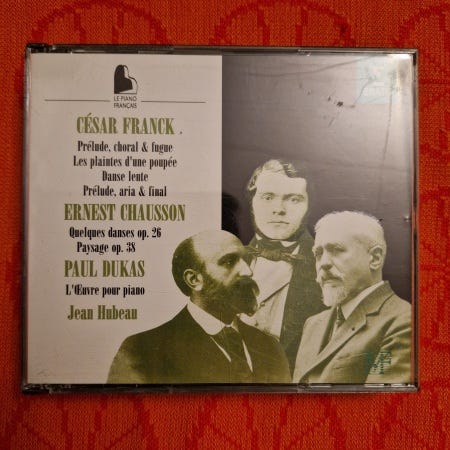 LE PIANO
FRANÇAIS
CÉSAR FRANCK
Prélude, choral & fugue
Les plaintes d'une poupée
Danse lente
Prélude, aria & final
ERNEST CHAUSSON
Quelques danses op. 26
Paysage op. 38
PAUL DUKAS
L'Œuvre pour piano
Jean Hubeau